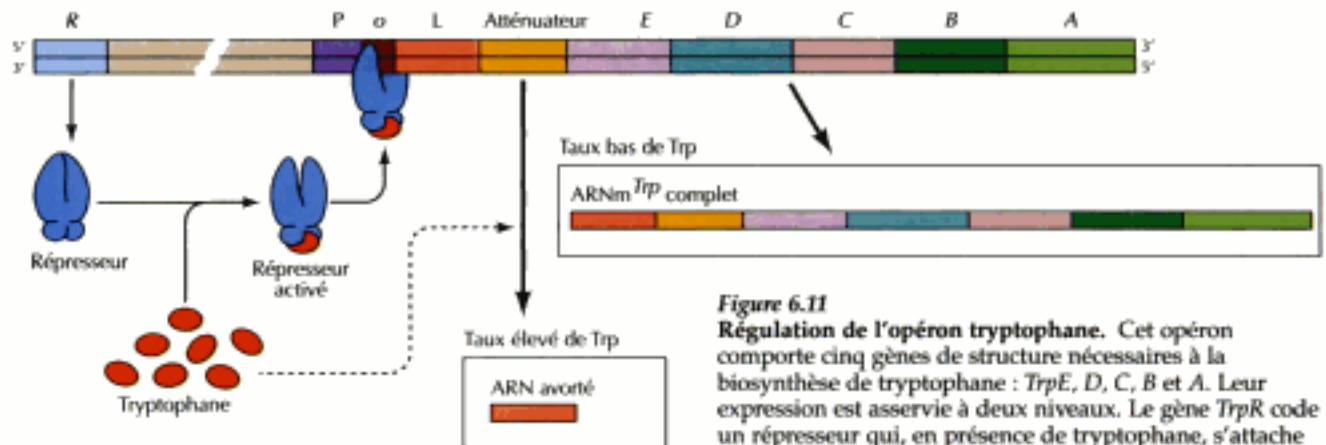 R P o L Atténuateur E D C B A
5' 3'
3' 5'
Taux bas de Trp
ARNm Trp complet
Répresseur
Répresseur
activé
Tryptophane
Taux élevé de Trp
ARN avorté
Figure 6.11
Régulation de l'opéron tryptophane. Cet opéron
comporte cinq gènes de structure nécessaires à la
biosynthèse de tryptophane : TrpE, D, C, B et A. Leur
expression est asservie à deux niveaux. Le gène TrpR code
un répresseur qui, en présence de tryptophane, s'attache